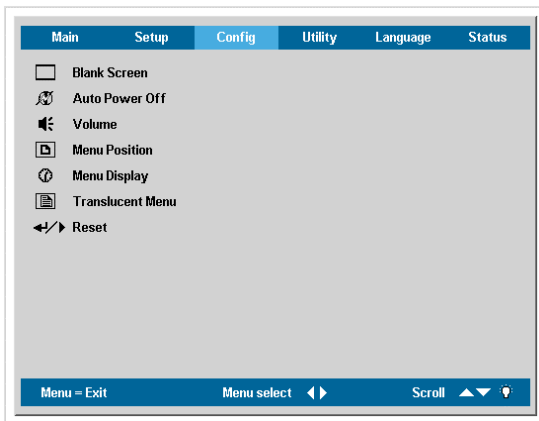 Main Setup Config Utility Language Status
Blank Screen
Auto Power Off
Volume
Menu Position
Menu Display
Translucent Menu
Reset
Menu = Exit Menu select Scroll